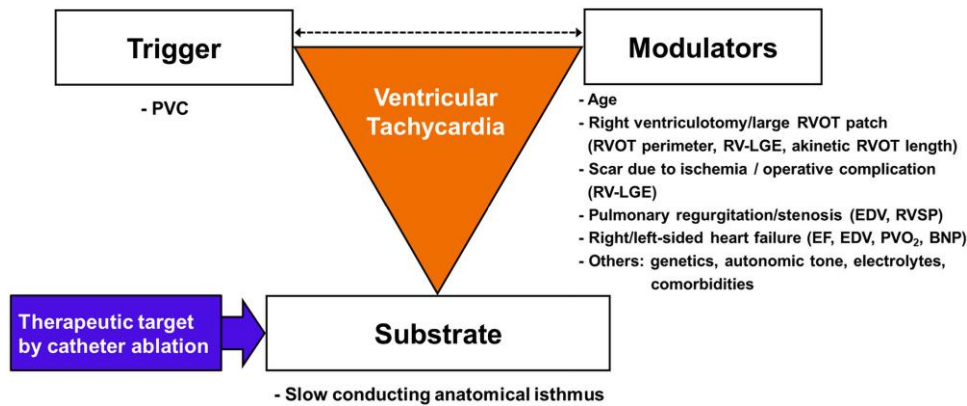 Trigger
- PVC
Ventricular
Tachycardia
Modulators
- Age
- Right ventriculotomy/large RVOT patch
(RVOT perimeter, RV-LGE, akinetic RVOT length)
- Scar due to ischemia / operative complication
(RV-LGE)
- Pulmonary regurgitation/stenosis (EDV, RVSP)
- Right/left-sided heart failure (EF, EDV, PVO₂, BNP)
- Others: genetics, autonomic tone, electrolytes,
comorbidities
Therapeutic target
by catheter ablation
Substrate
- Slow conducting anatomical isthmus